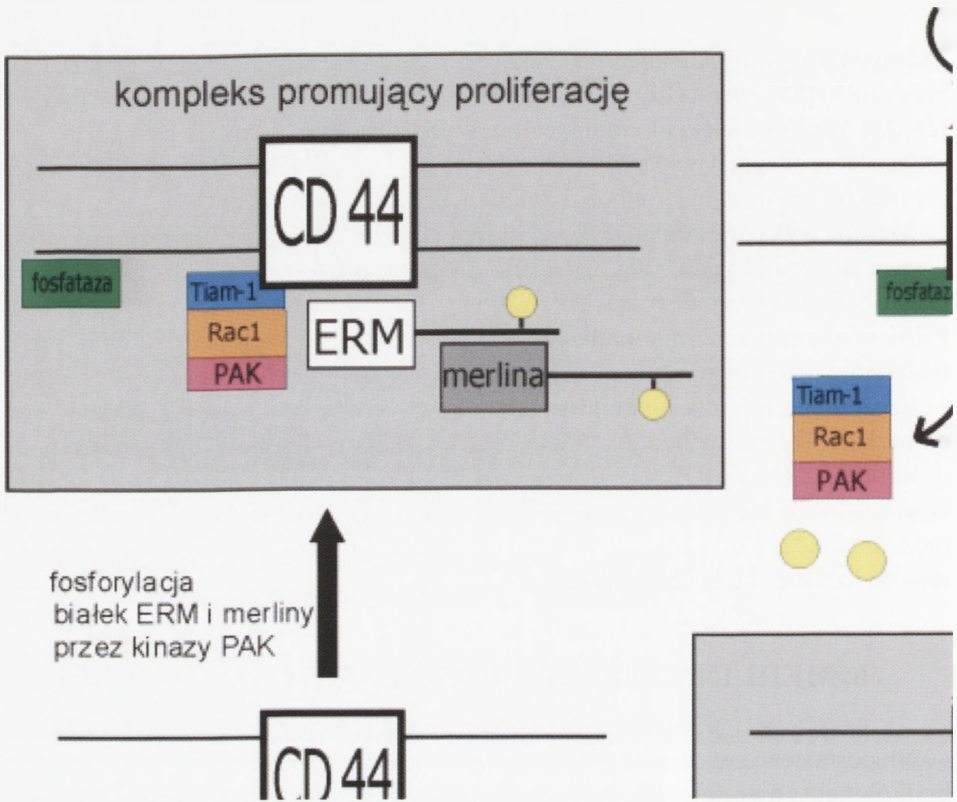 kompleks promujący proliferację
CD 44
fosfataza
Tiam-1
Rac1
PAK
ERM
merlina
fosfataz
Tiam-1
Rac1
PAK
fosforylacja
białek ERM i merliny
przez kinazy PAK
CD 44